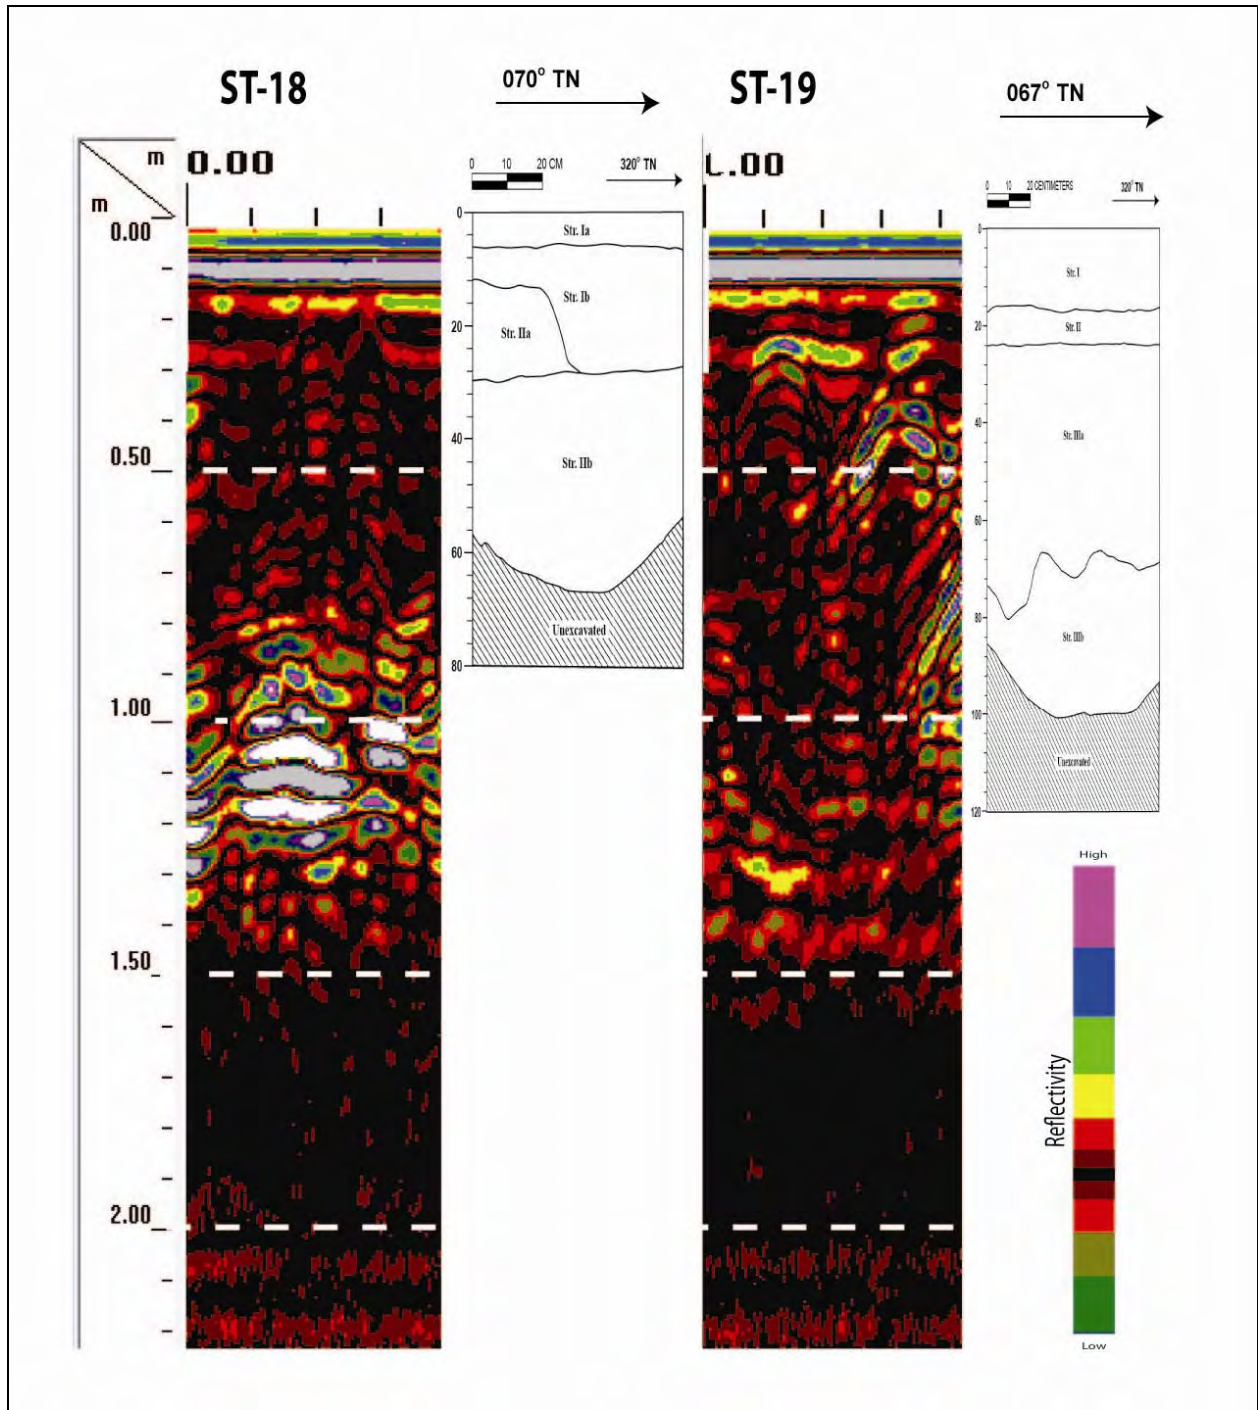 ST-18
070° TN
ST-19
067° TN
m
m
0.00
0 10 20 CM
320° TN
L.00
0 10 20 CENTIMETERS
320° TN
0.00
0.50
1.00
1.50
2.00
0
20
40
60
80
Str. Ia
Str. Ib
Str. IIa
Str. IIb
Unexcavated
0
20
40
60
80
100
120
Str. I
Str. II
Str. IIIa
Str. IIIb
Unexcavated
High
Reflectivity
Low